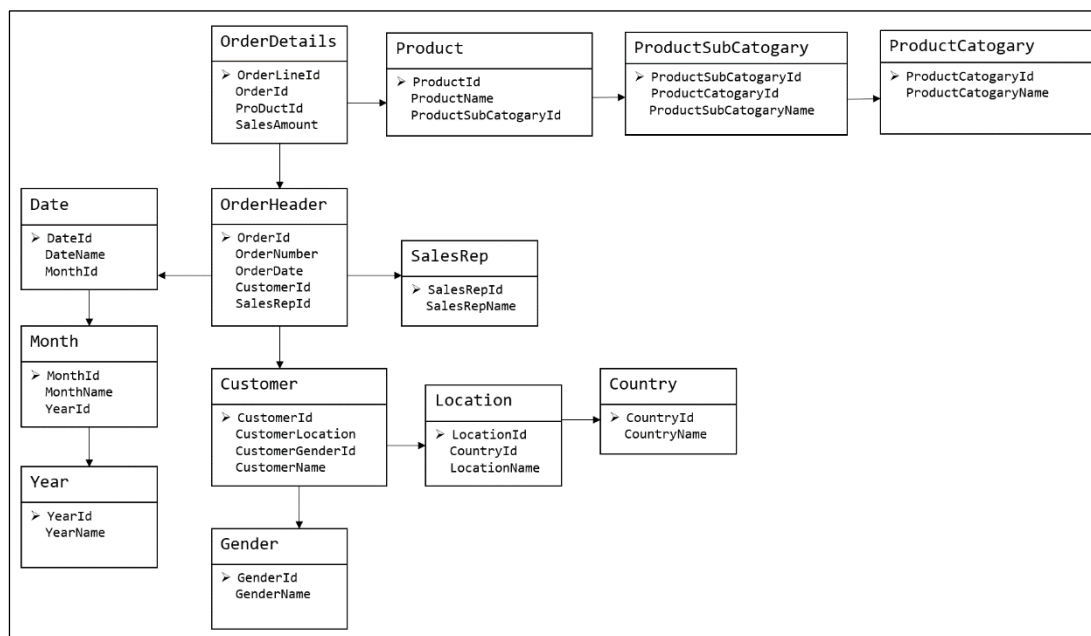 OrderDetails
OrderLineId
OrderId
ProDuctId
SalesAmount
Product
ProductId
ProductName
ProductSubCatogaryId
ProductSubCatogary
ProductSubCatogaryId
ProductCatogaryId
ProductSubCatogaryName
ProductCatogary
ProductCatogaryId
ProductCatogaryName
Date
DateId
DateName
MonthId
OrderHeader
OrderId
OrderNumber
OrderDate
CustomerId
SalesRepId
SalesRep
SalesRepId
SalesRepName
Month
MonthId
MonthName
YearId
Customer
CustomerId
CustomerLocation
CustomerGenderId
CustomerName
Location
LocationId
CountryId
LocationName
Country
CountryId
CountryName
Year
YearId
YearName
Gender
GenderId
GenderName